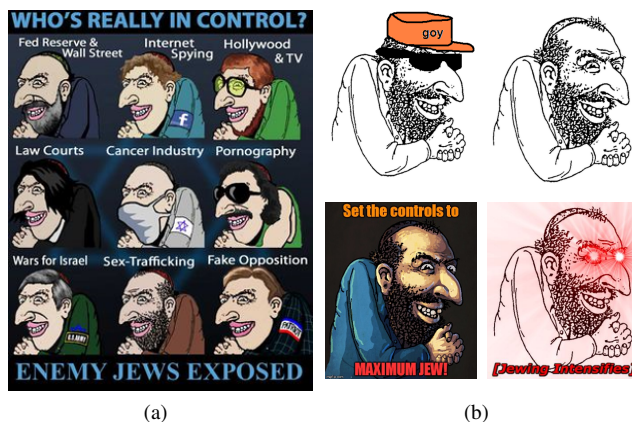 WHO'S REALLY IN CONTROL?
Fed Reserve &
Wall Street
Internet
Spying
Hollywood
& TV
Law Courts
Cancer Industry
Pornography
Wars for Israel
Sex-Trafficking
Fake Opposition
ENEMY JEWS EXPOSED
(a)
goy
Set the controls to
MAXIMUM JEW!
[Jewing Intensifies]
(b)